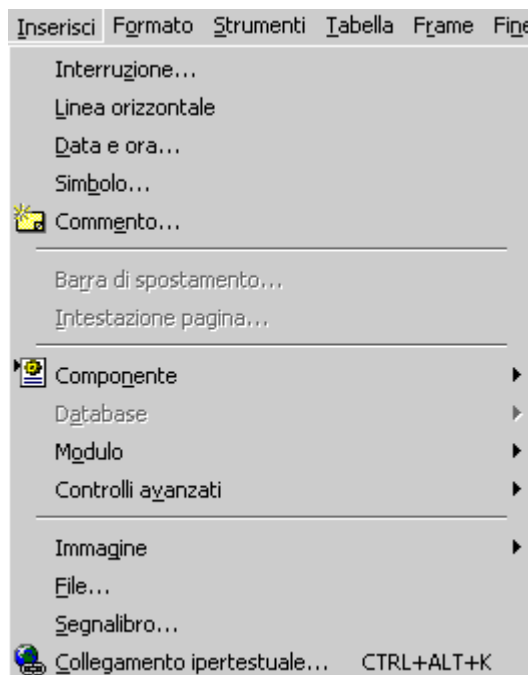 Inserisci Formato Strumenti Tabella Frame Fine
Interruzione...
Linea orizzontale
Data e ora...
Simbolo...
Commento...
Barra di spostamento...
Intestazione pagina...
Componente
Database
Modulo
Controlli avanzati
Immagine
File...
Segnalibro...
Collegamento ipertestuale... CTRL+ALT+K